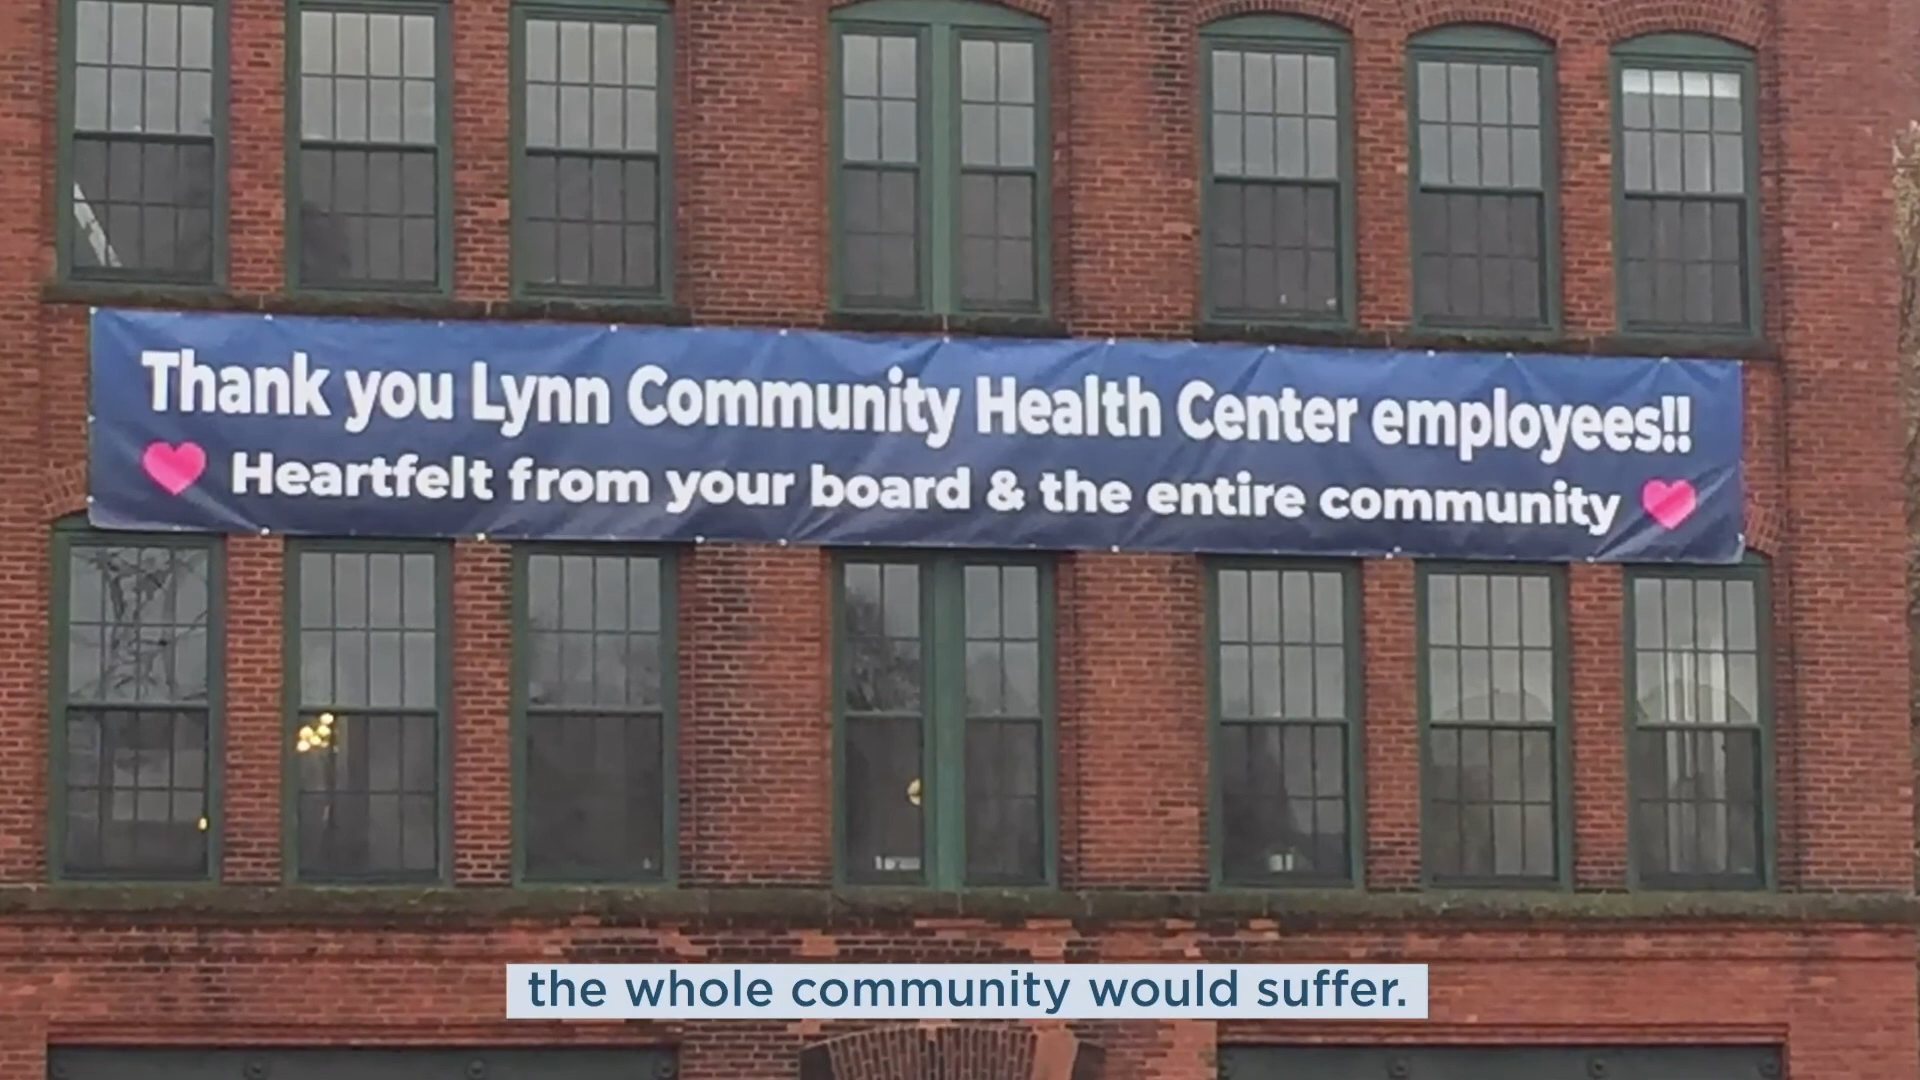 Thank you Lynn Community Health Center employees!!
Heartfelt from your board & the entire community
the whole community would suffer.